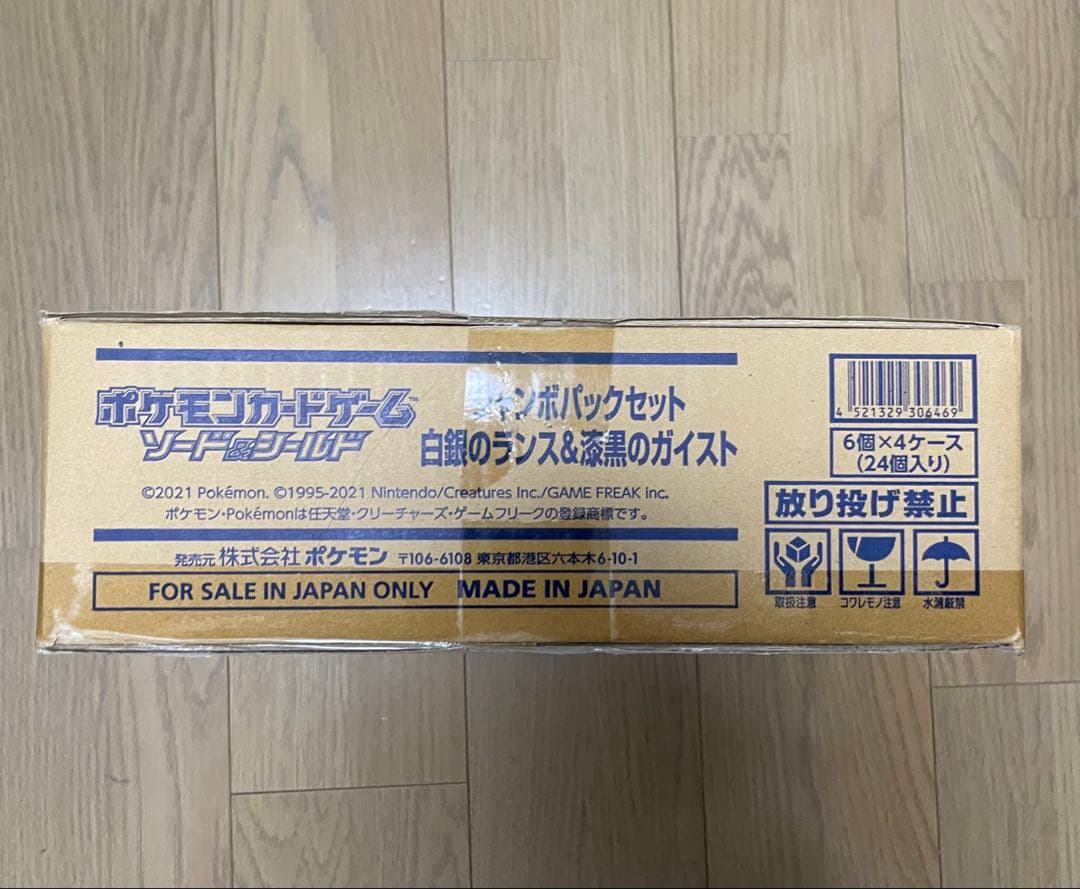 ポケモンカードゲーム™
ソード&シールド
ジャンボパックセット
白銀のランス&漆黒のガイスト
©2021 Pokémon. ©1995-2021 Nintendo/Creatures Inc./GAME FREAK inc.
ポケモン・Pokémonは任天堂・クリーチャーズ・ゲームフリークの登録商標です。
発売元 株式会社 ポケモン 〒106-6108 東京都港区六本木6-10-1
FOR SALE IN JAPAN ONLY MADE IN JAPAN
4 521329 306469
6個×4ケース
(24個入り)
放り投げ禁止
取扱注意 コワレモノ注意 水濡厳禁